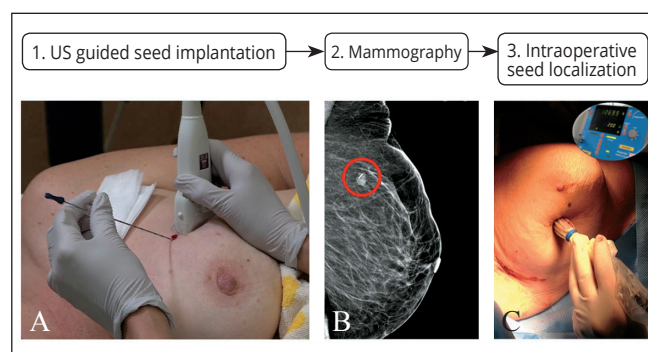 1. US guided seed implantation
2. Mammography
3. Intraoperative
seed localization
A
B
C